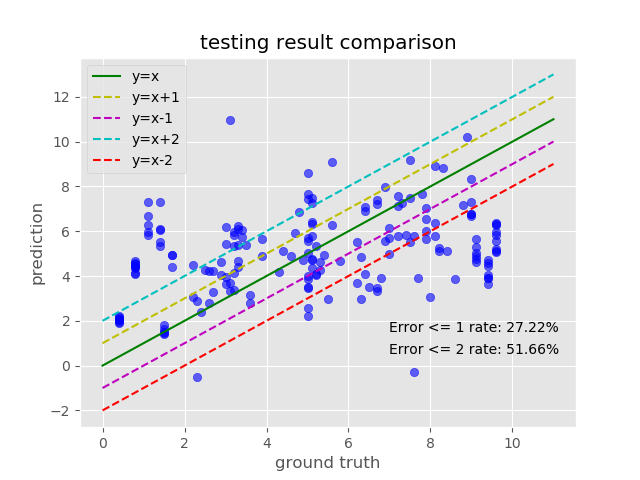 testing result comparison
y=x
y=x+1
y=x-1
y=x+2
y=x-2
12
10
8
6
4
2
0
−2
prediction
Error <= 1 rate: 27.22%
Error <= 2 rate: 51.66%
0 2 4 6 8 10
ground truth